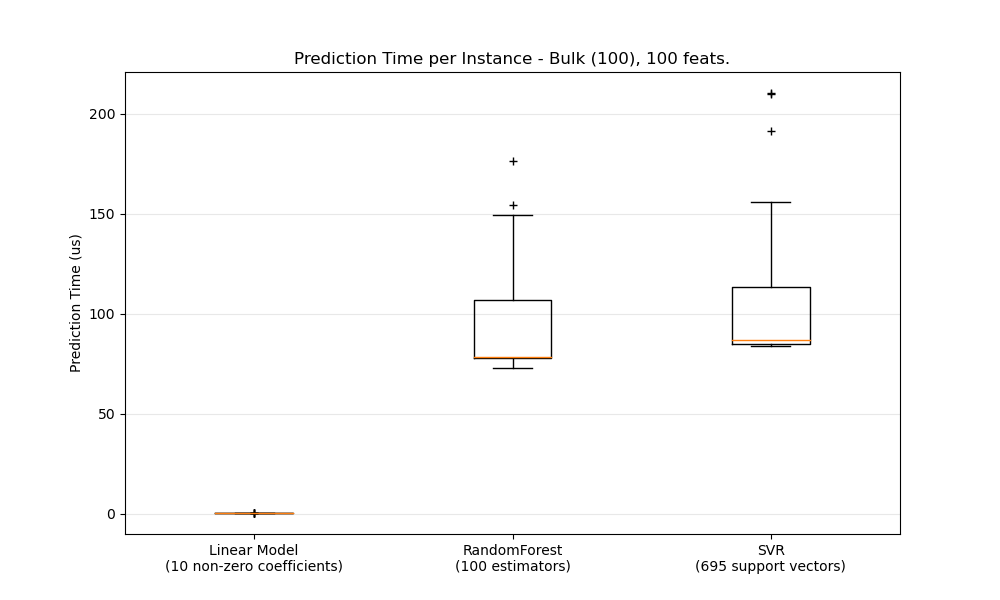 Prediction Time per Instance - Bulk (100), 100 feats.
Prediction Time (us)
200
150
100
50
0
Linear Model
(10 non-zero coefficients)
RandomForest
(100 estimators)
SVR
(695 support vectors)